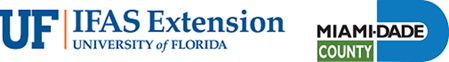 UF IFAS Extension
UNIVERSITY of FLORIDA
MIAMI-DADE
COUNTY